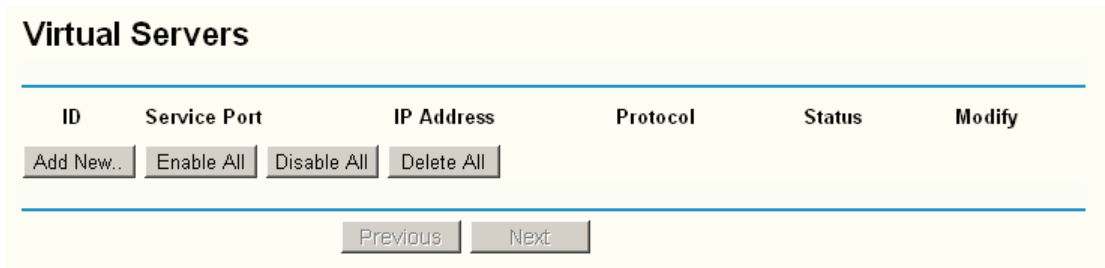 Virtual Servers
ID Service Port IP Address Protocol Status Modify
Add New.. Enable All Disable All Delete All
Previous Next